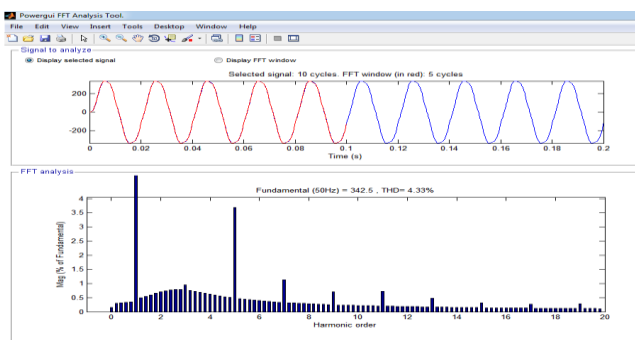 Powergui FFT Analysis Tool.
File Edit View Insert Tools Desktop Window Help
Signal to analyze
Display selected signal
Display FFT window
Selected signal: 10 cycles. FFT window (in red): 5 cycles
200
0
-200
0 0.02 0.04 0.06 0.08 0.1 0.12 0.14 0.16 0.18 0.2
Time (s)
FFT analysis
Fundamental (50Hz) = 342.5 , THD= 4.33%
Mag (% of Fundamental)
4
3.5
3
2.5
2
1.5
1
0.5
0
0 2 4 6 8 10 12 14 16 18 20
Harmonic order